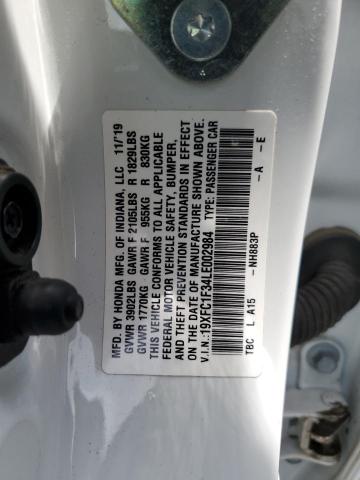 MFD. BY HONDA MFG. OF INDIANA, LLC 11/'19
GVWR 3902LBS GAWR F 2105LBS R 1829LBS
GVWR 1770KG GAWR F 955KG R 830KG
THIS VEHICLE CONFORMS TO ALL APPLICABLE
FEDERAL MOTOR VEHICLE SAFETY, BUMPER,
AND THEFT PREVENTION STANDARDS IN EFFECT
ON THE DATE OF MANUFACTURE SHOWN ABOVE.
V.I.N.: 19XFC1F34LE002984 TYPE: PASSENGER CAR
TBC L A15 -NH883P -A -E